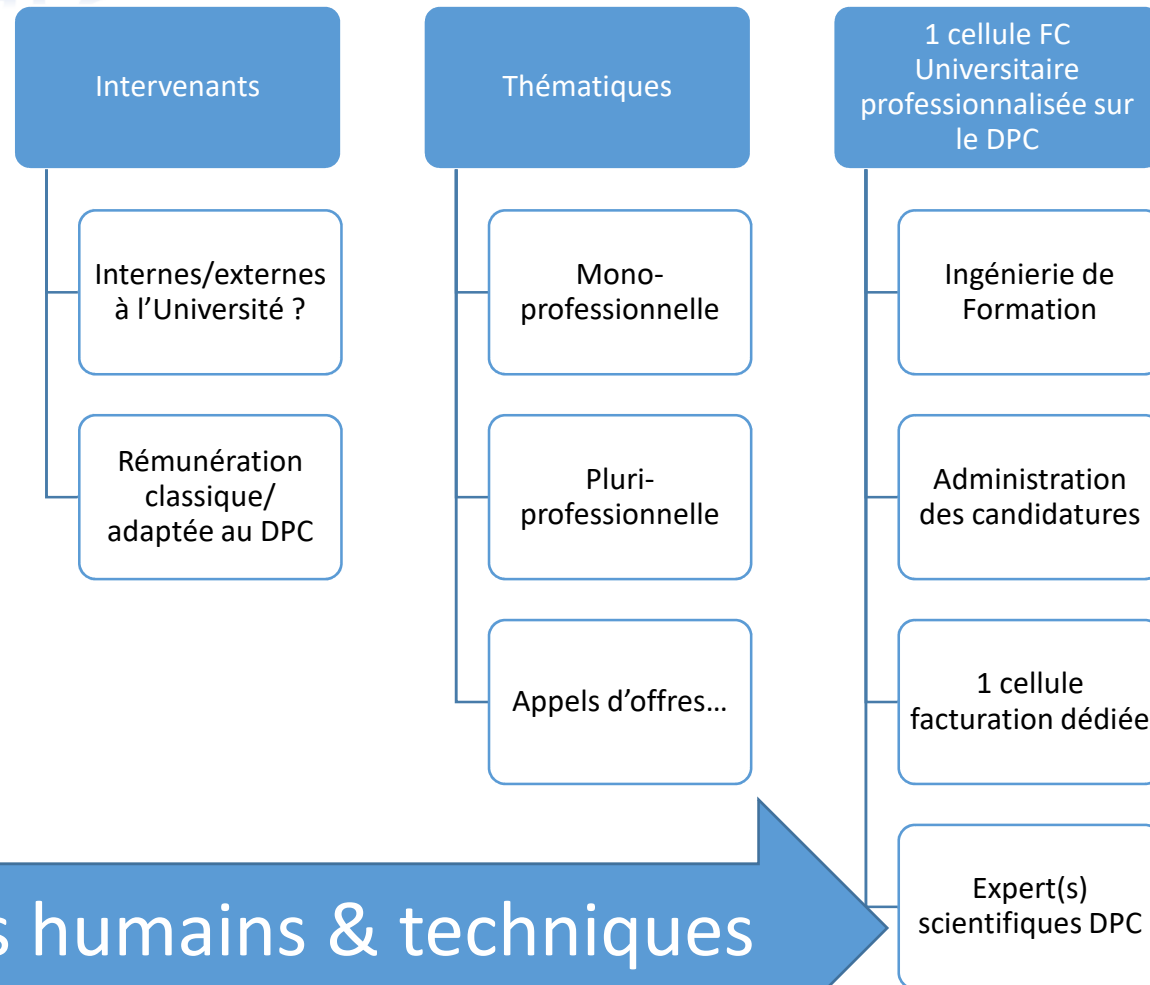 Intervenants
Internes/externes
à l’Université ?
Rémunération
classique/
adaptée au DPC
Thématiques
Mono-
professionnelle
Pluri-
professionnelle
Appels d’offres…
1 cellule FC
Universitaire
professionnalisée sur
le DPC
Ingénierie de
Formation
Administration
des candidatures
1 cellule
facturation dédiée
Expert(s)
scientifiques DPC
s humains & techniques